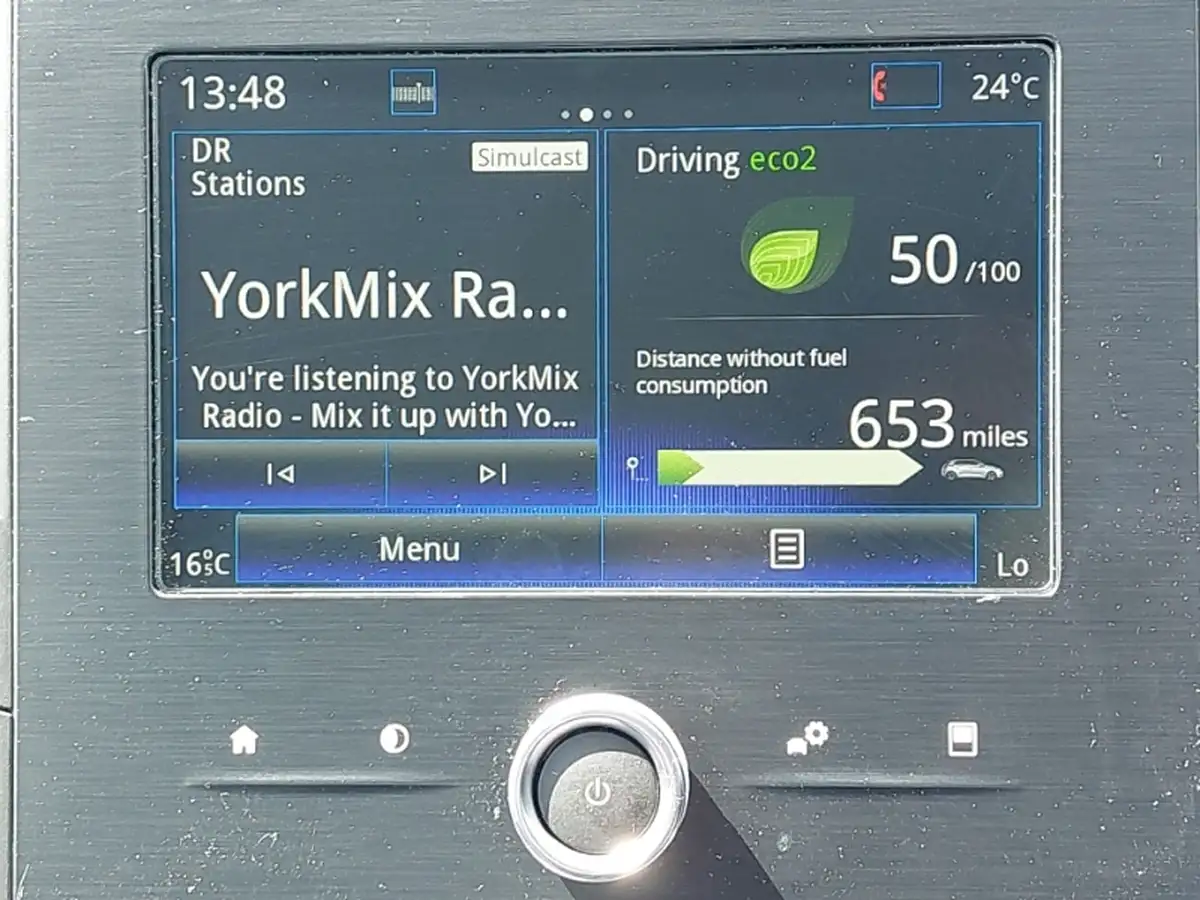 13:48
24°C
DR
Stations
Simulcast
YorkMix Ra...
You're listening to YorkMix
Radio - Mix it up with Yo...
Driving eco2
50 /100
Distance without fuel
consumption
653 miles
16°C
Menu
Lo